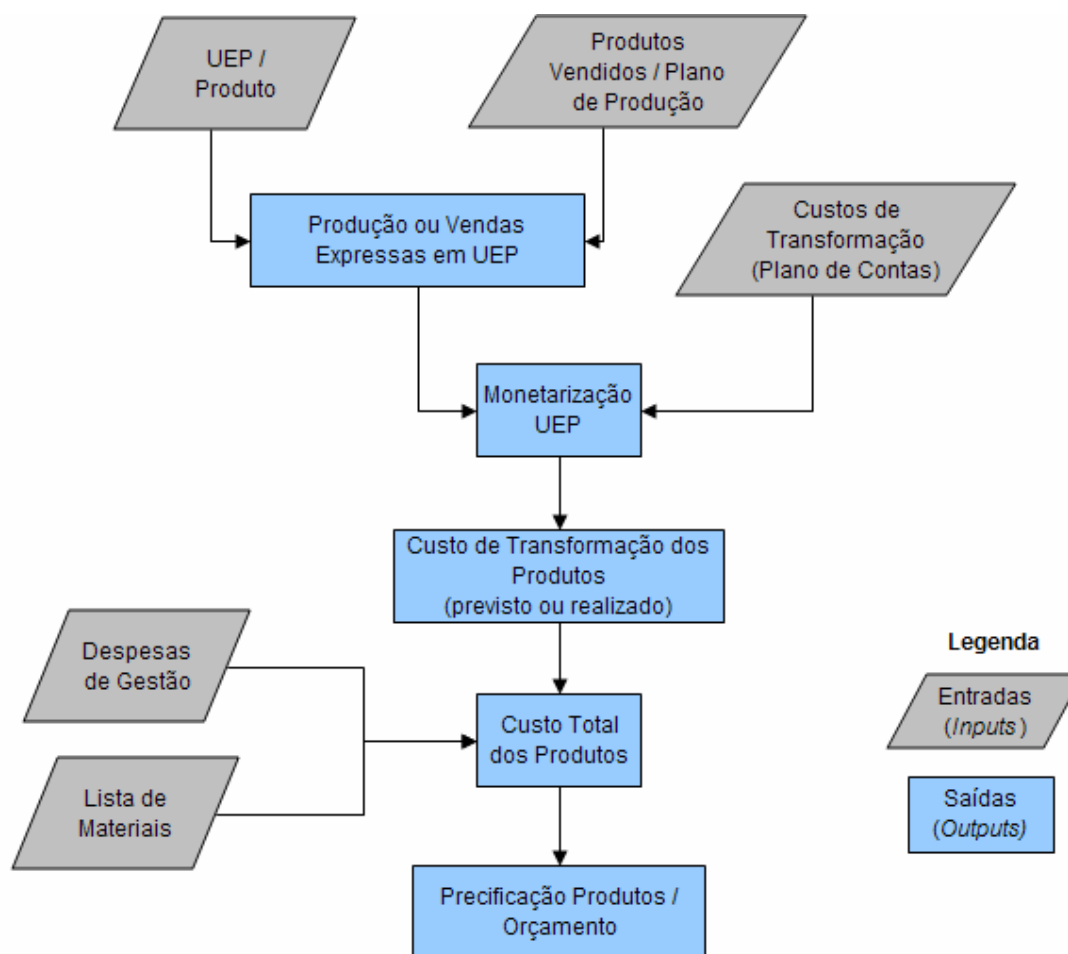 UEP /
Produto
Produtos
Vendidos / Plano
de Produção
Produção ou Vendas
Expressas em UEP
Custos de
Transformação
(Plano de Contas)
Monetarização
UEP
Custo de Transformação dos
Produtos
(previsto ou realizado)
Despesas
de Gestão
Custo Total
dos Produtos
Lista de
Materiais
Precificação Produtos /
Orçamento
Legenda
Entradas
(Inputs)
Saídas
(Outputs)